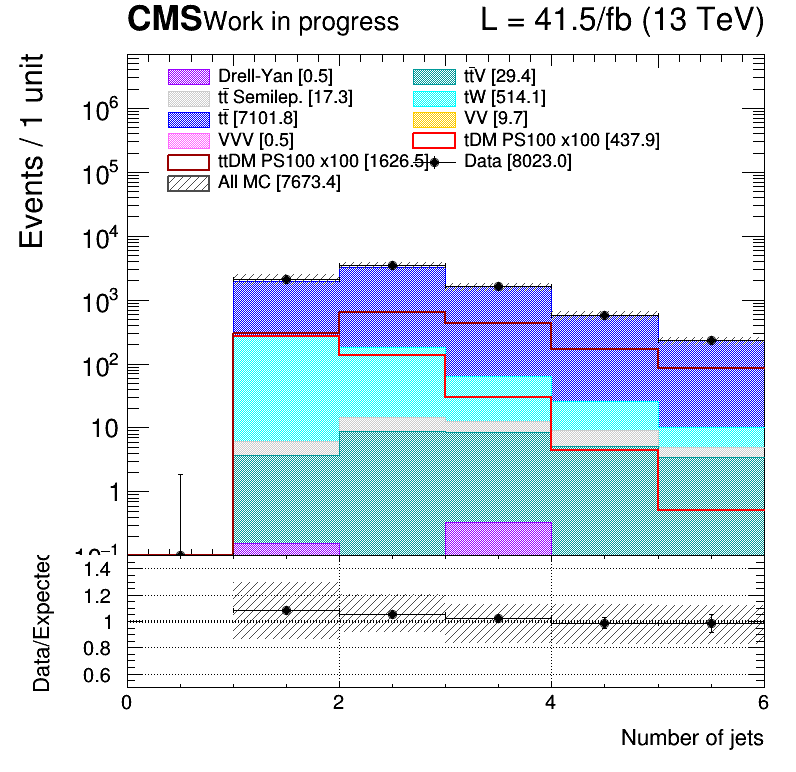 CMS Work in progress L = 41.5/fb (13 TeV)
Events / 1 unit
Drell-Yan [0.5] tt̄V [29.4]
tt̄ Semilep. [17.3] tW [514.1]
tt̄ [7101.8] VV [9.7]
VVV [0.5] tDM PS100 x100 [437.9]
ttDM PS100 x100 [1626.5] Data [8023.0]
All MC [7673.4]
10⁶
10⁵
10⁴
10³
10²
10
1
10⁻¹
Data/Expected
1.4
1.2
1
0.8
0.6
0 2 4 6
Number of jets